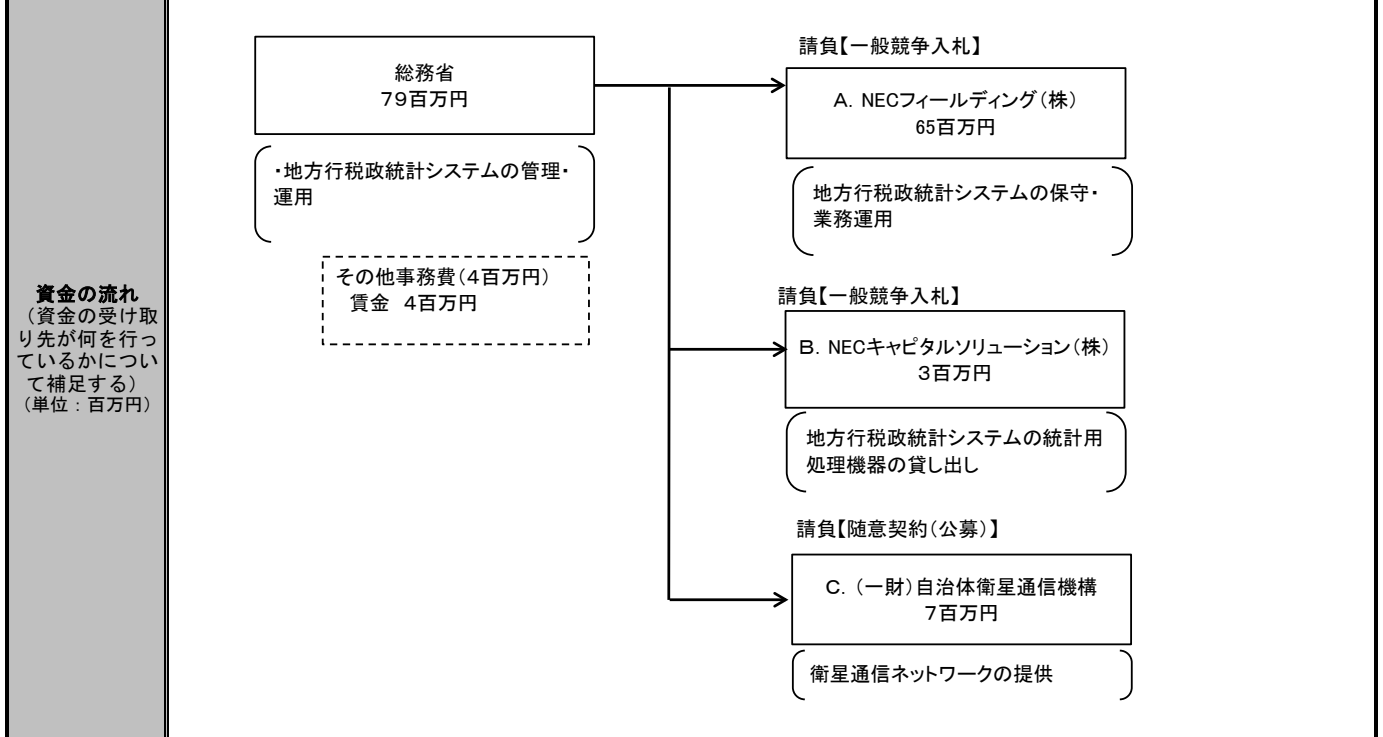 資金の流れ
（資金の受け取
り先が何を行っ
ているかについ
て補足する）
（単位：百万円）
総務省
７９百万円
・地方行税政統計システムの管理・
運用
その他事務費（４百万円）
賃金　４百万円
請負【一般競争入札】
Ａ．NECフィールディング（株）
65百万円
地方行税政統計システムの保守・
業務運用
請負【一般競争入札】
Ｂ．NECキャピタルソリューション（株）
３百万円
地方行税政統計システムの統計用
処理機器の貸し出し
請負【随意契約（公募）】
Ｃ．（一財）自治体衛星通信機構
７百万円
衛星通信ネットワークの提供